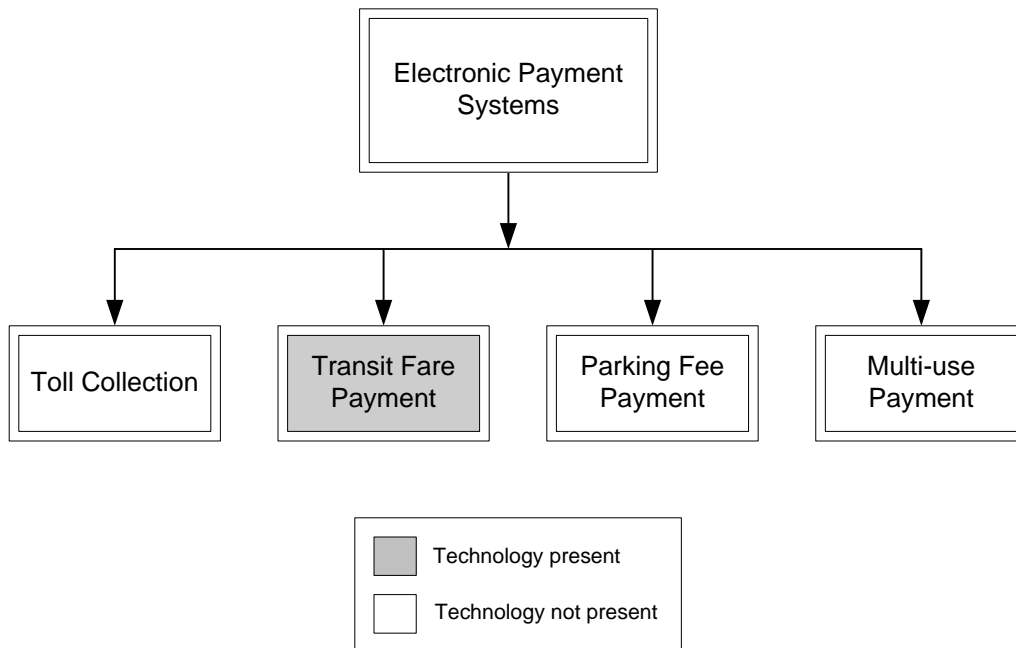 Electronic Payment
Systems
Toll Collection
Transit Fare
Payment
Parking Fee
Payment
Multi-use
Payment
Technology present
Technology not present